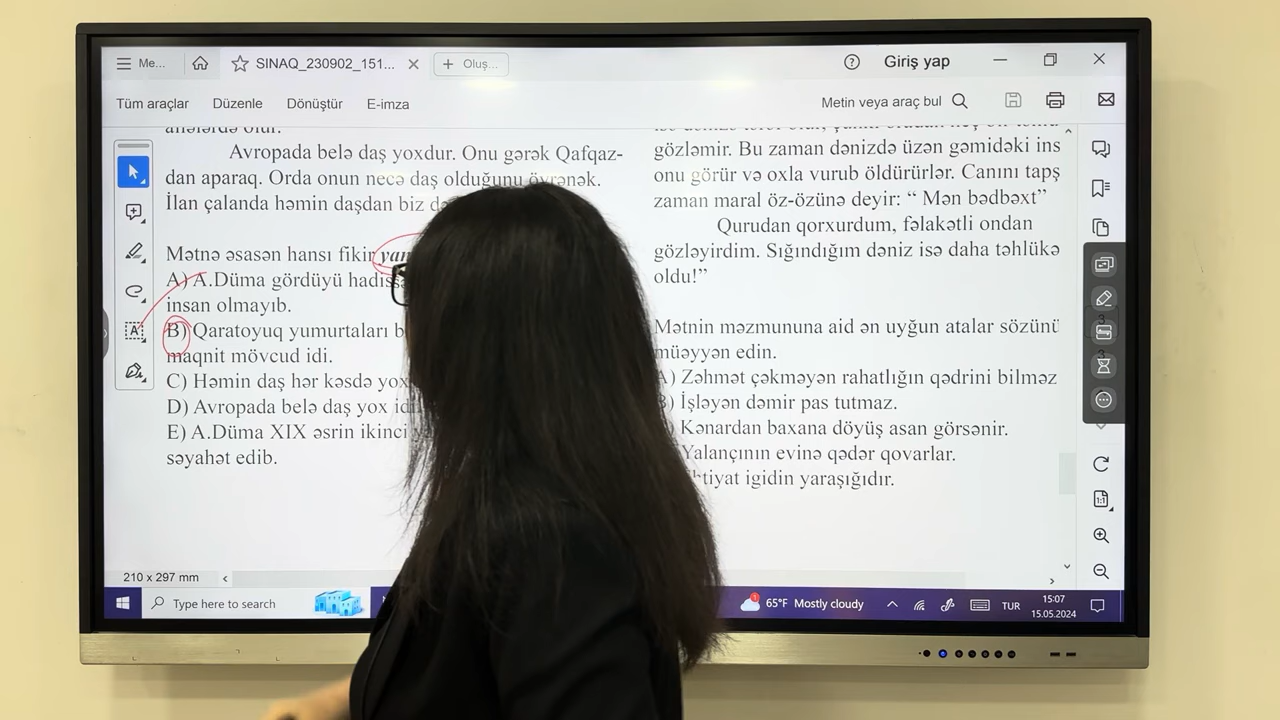 Me...
SINAQ_230902_151...
Oluş...
Giriş yap
Tüm araçlar
Düzenle
Dönüştür
E-imza
Metin veya araç bul
ailələrdə olur.
Avropada belə daş yoxdur. Onu gərək Qafqaz-
dan aparaq. Orda onun necə daş olduğunu öyrənək.
İlan çalanda həmin daşdan biz
Mətnə əsasən hansı fikir
A) A.Düma gördüyü
insan olmayıb.
B) Qaratoyuq yumurtaları
maqnit mövcud idi.
C) Həmin daş hər kəsdə
D) Avropada belə daş yox
E) A.Düma XIX əsrin ikinci
səyahət edib.
gözləmir. Bu zaman dənizdə üzən gəmidəki ins
onu görür və oxla vurub öldürürlər. Canını tapş
zaman maral öz-özünə deyir: “ Mən bədbəxt”
Qurudan qorxurdum, fəlakətli ondan
gözləyirdim. Sığındığım dəniz isə daha təhlükə
oldu!”
Mətnin məzmununa aid ən uyğun atalar sözünü
müəyyən edin.
A) Zəhmət çəkməyən rahatlığın qədrini bilməz
B) İşləyən dəmir pas tutmaz.
Kənardan baxana döyüş asan görsənir.
Yalançının evinə qədər qovarlar.
htiyat igidin yaraşığıdır.
210 x 297 mm
Type here to search
65°F Mostly cloudy
TUR
15:07
15.05.2024